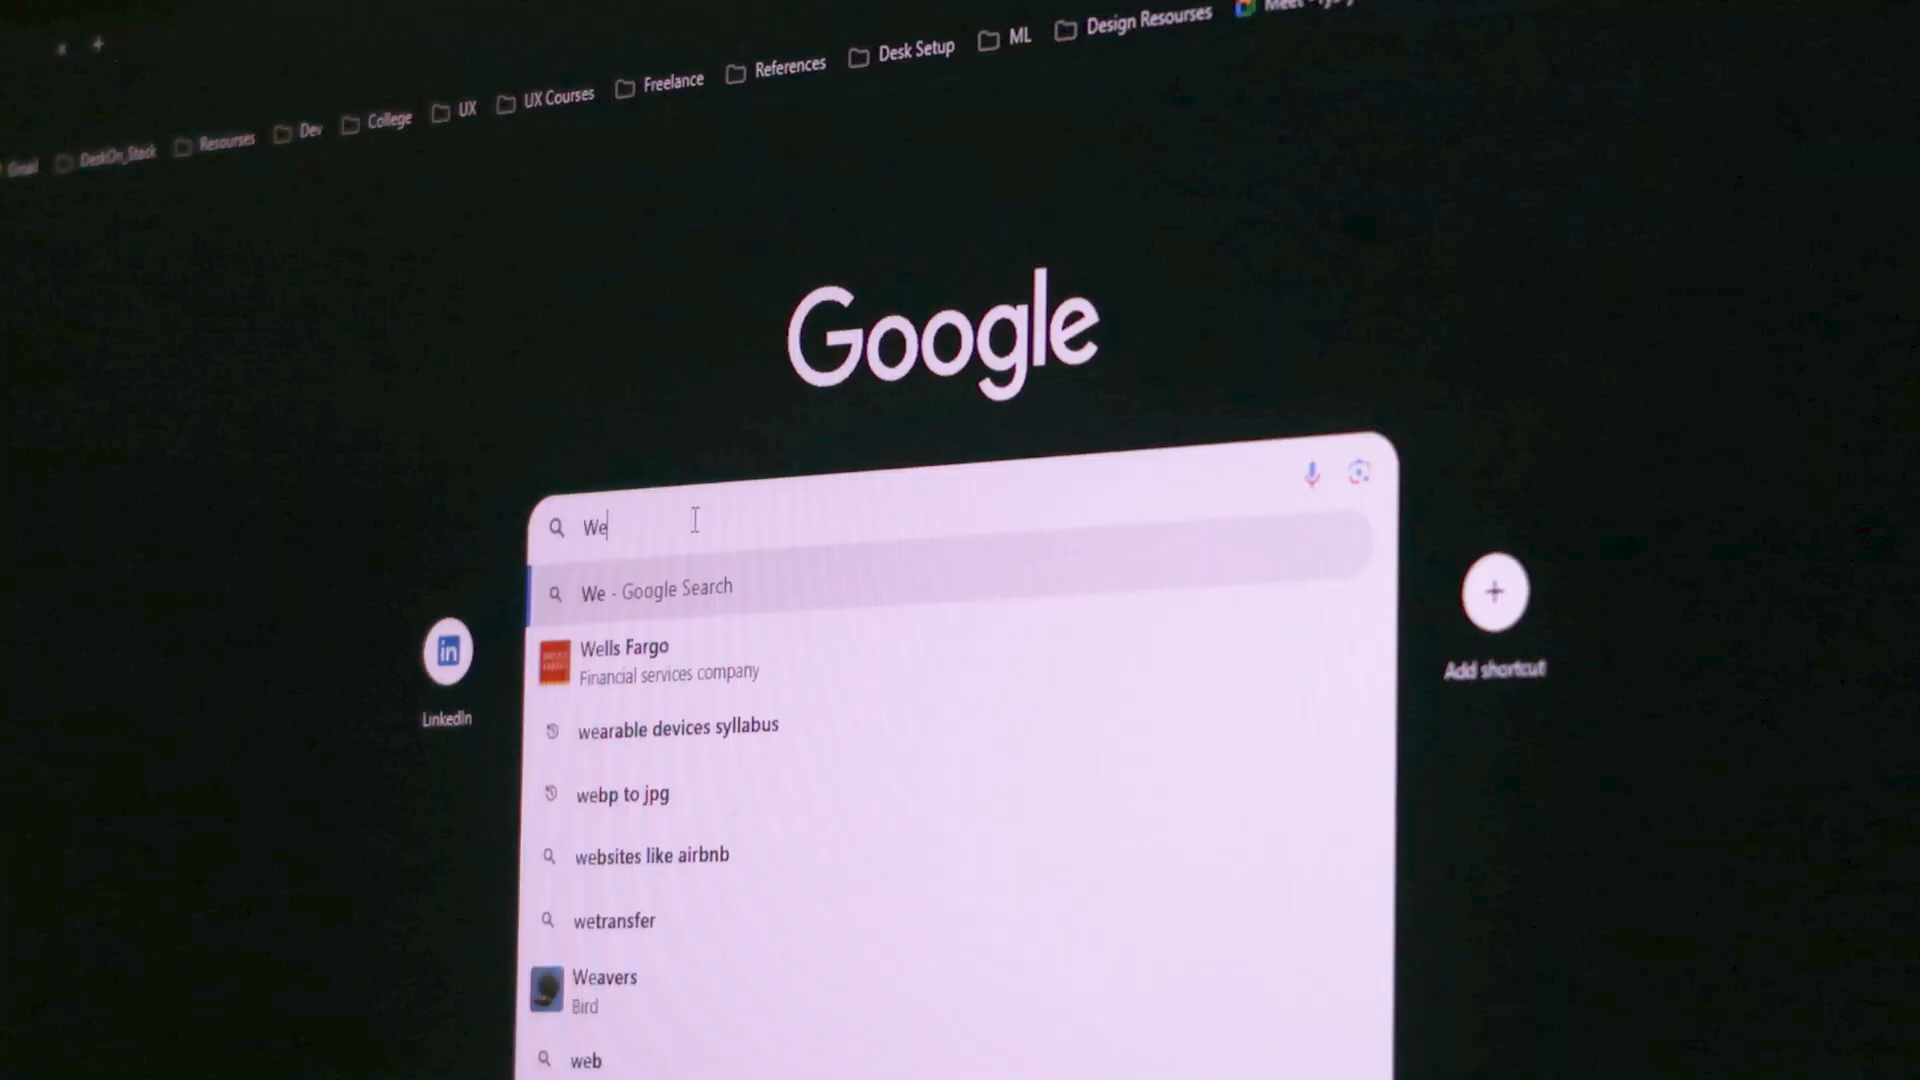 Gmail DeskOn_Stack Resourses Dev College UX UX Courses Freelance References Desk Setup ML Design Resourses Meet
Google
We
We - Google Search
Wells Fargo
Financial services company
wearable devices syllabus
webp to jpg
websites like airbnb
wetransfer
Weavers
Bird
web
LinkedIn
Add shortcut